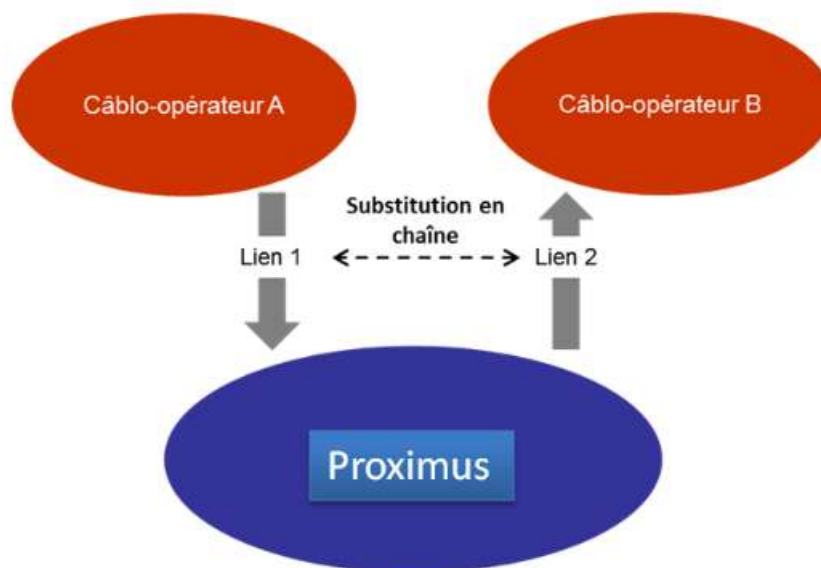 Câblo-opérateur A
Câblo-opérateur B
Substitution en
chaîne
Lien 1
Lien 2
Proximus